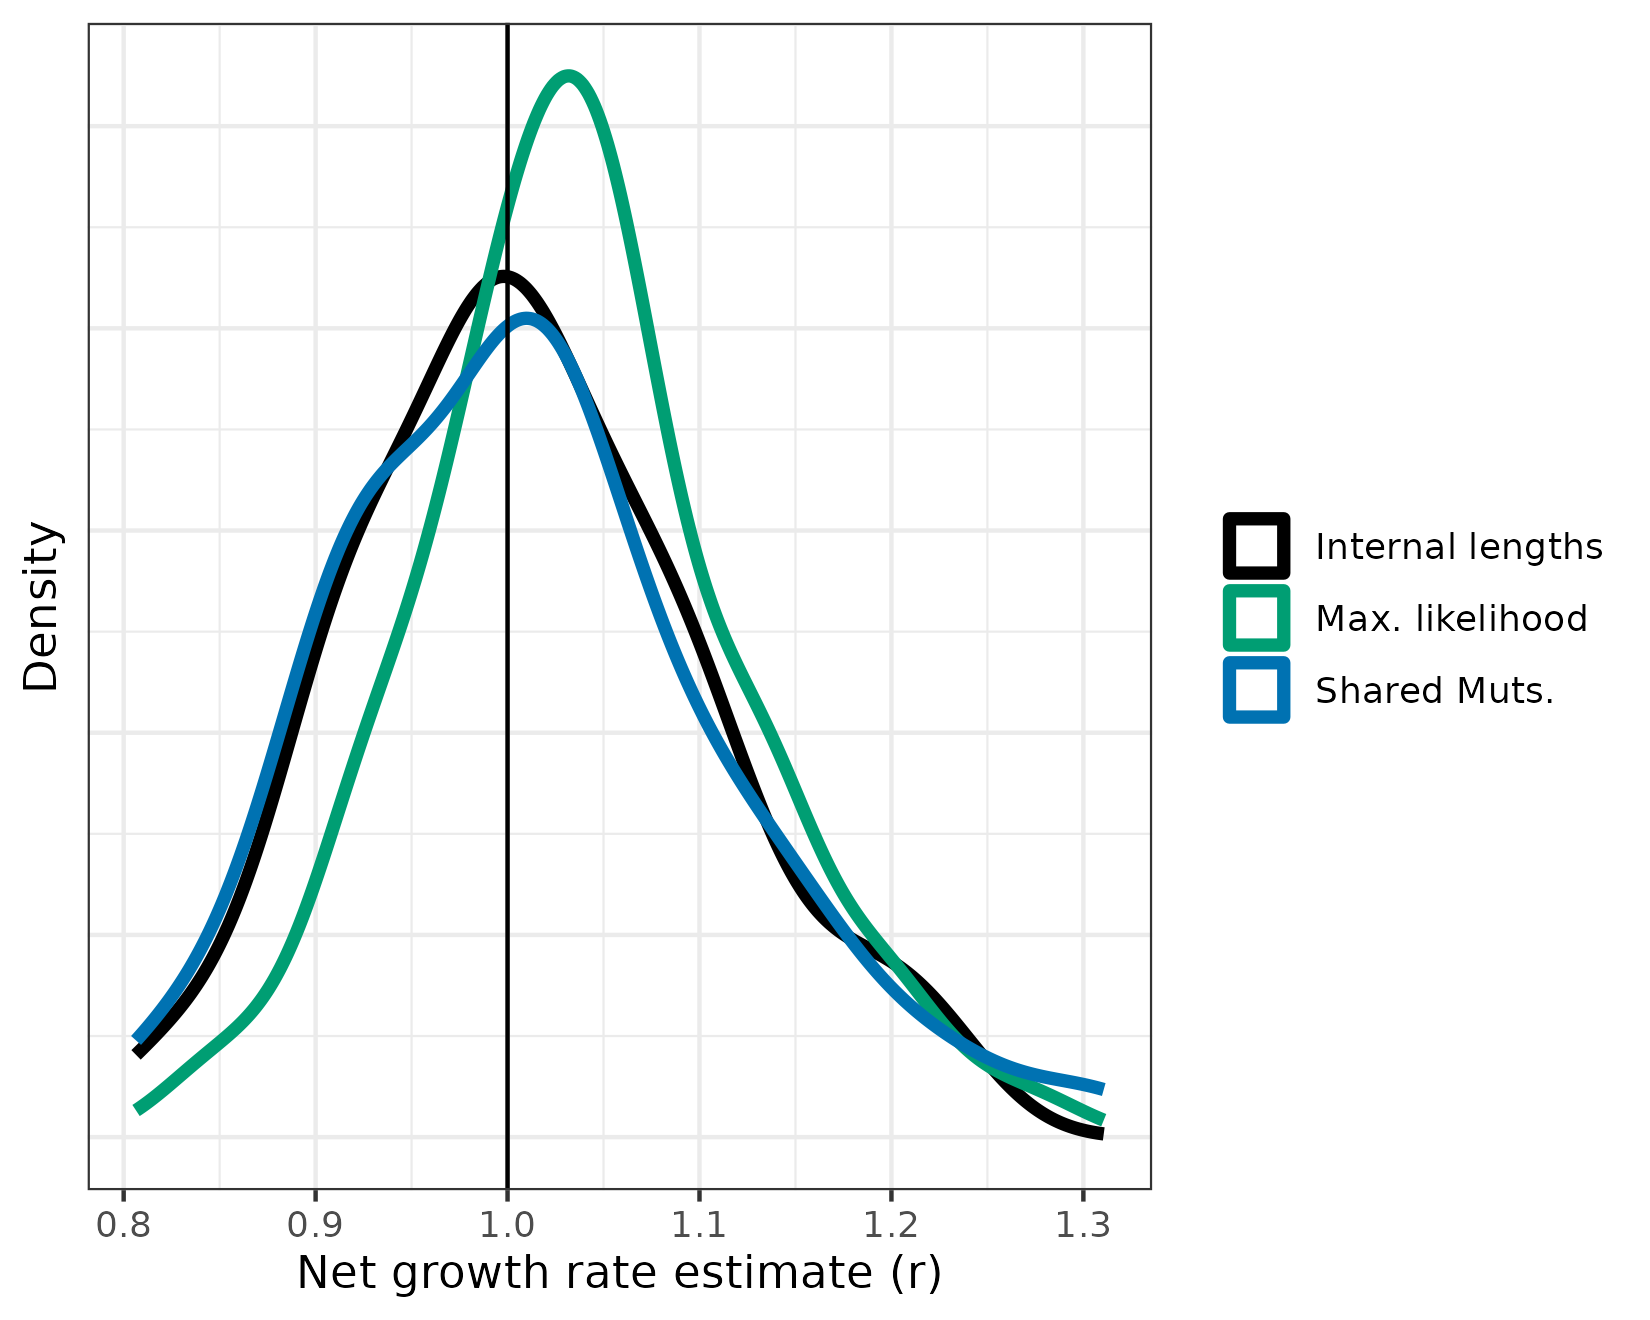 Density
0.8 0.9 1.0 1.1 1.2 1.3
Net growth rate estimate (r)
Internal lengths
Max. likelihood
Shared Muts.